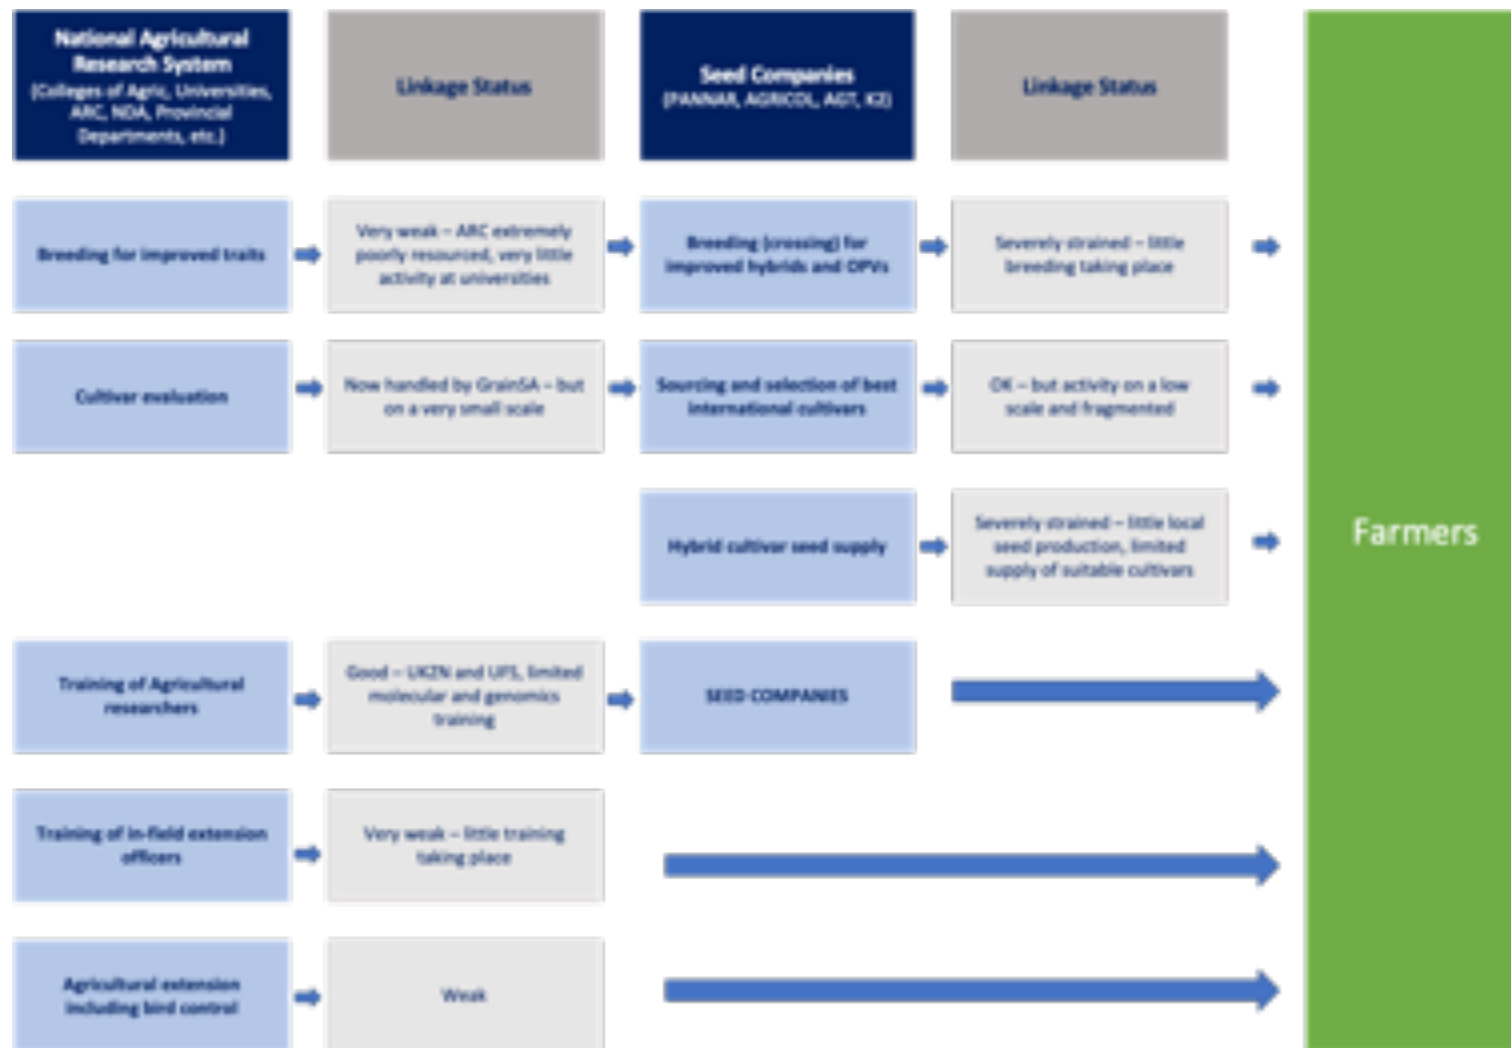 National Agricultural
Research System
(Colleges of Agric, Universities,
ARC, NDA, Provincial
Departments, etc.)
Linkage Status
Seed Companies
(PANNAR, AGRICOL, AGT, K2)
Linkage Status
Farmers
Breeding for improved traits
Very weak – ARC extremely
poorly resourced, very little
activity at universities
Breeding (crossing) for
improved hybrids and OPVs
Severely strained – little
breeding taking place
Cultivar evaluation
Now handled by GrainSA – but
on a very small scale
Sourcing and selection of best
international cultivars
OK – but activity on a low
scale and fragmented
Hybrid cultivar seed supply
Severely strained – little local
seed production, limited
supply of suitable cultivars
Training of Agricultural
researchers
Good – UKZN and UFS, limited
molecular and genomics
training
SEED COMPANIES
Training of in-field extension
officers
Very weak – little training
taking place
Agricultural extension
including bird control
Weak